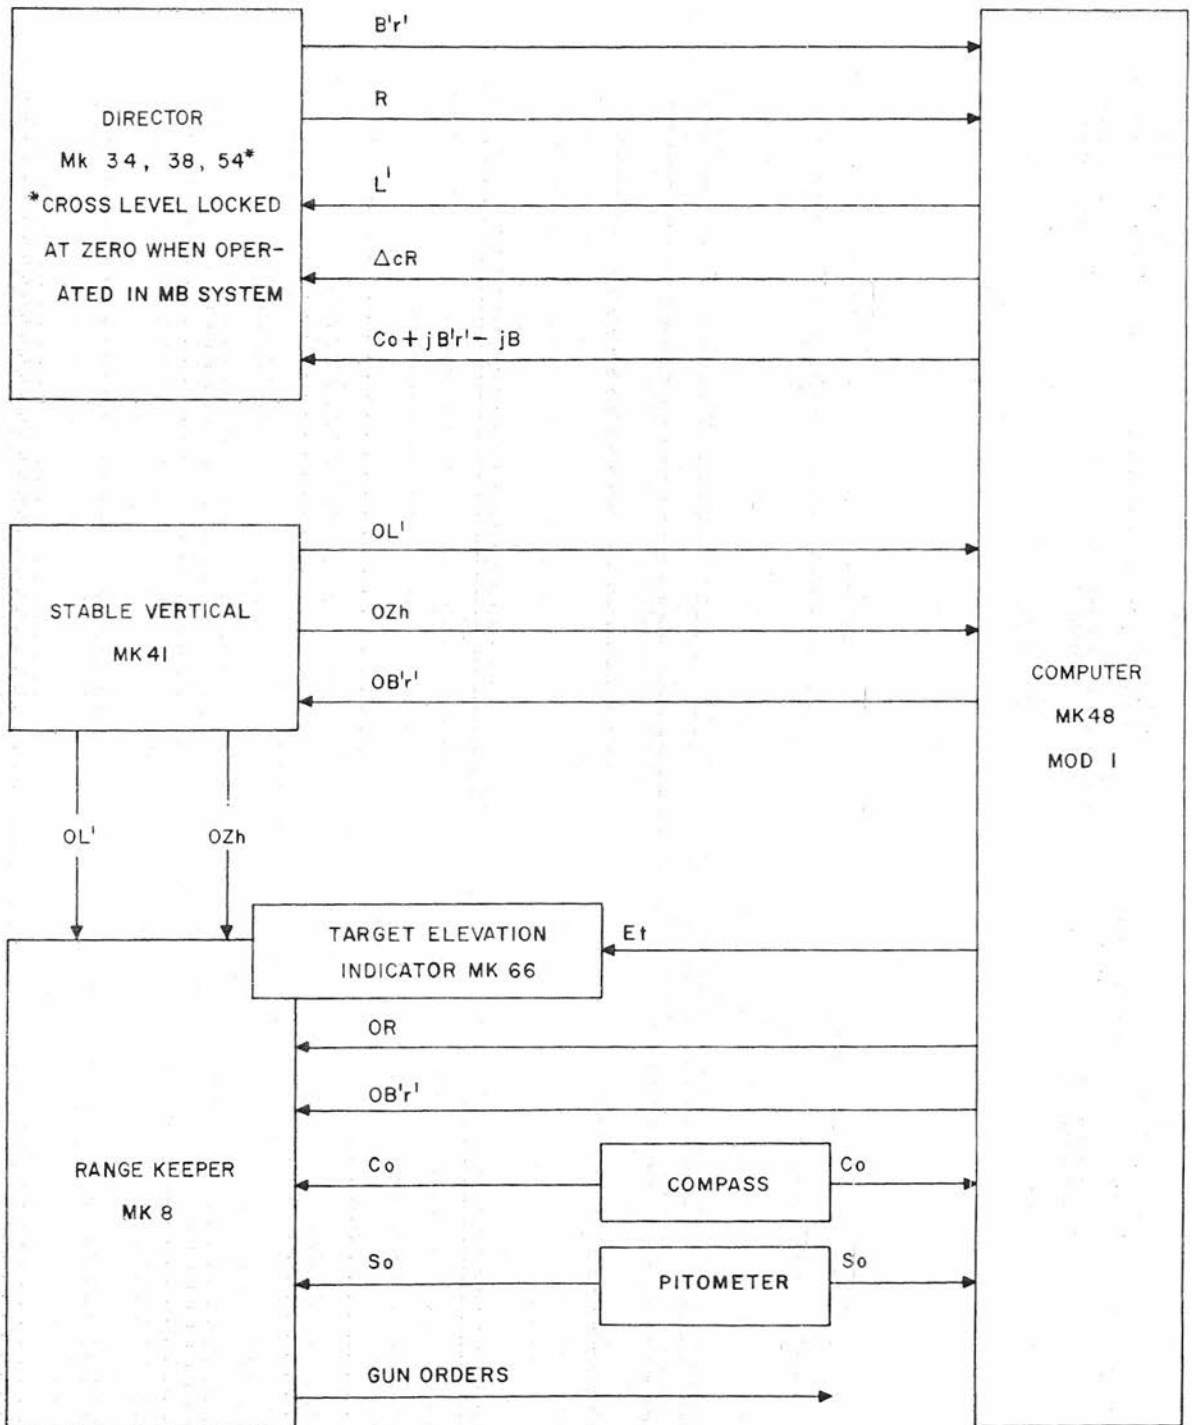 B'r'
R
DIRECTOR
Mk 34, 38, 54*
*CROSS LEVEL LOCKED
AT ZERO WHEN OPER-
ATED IN MB SYSTEM
L'
ΔcR
Co + jB'r' - jB
OL'
STABLE VERTICAL
MK 41
OZh
OB'r'
COMPUTER
MK 48
MOD 1
OL'
OZh
TARGET ELEVATION
INDICATOR MK 66
Et
OR
OB'r'
RANGE KEEPER
MK 8
Co
COMPASS
Co
So
PITOMETER
So
GUN ORDERS